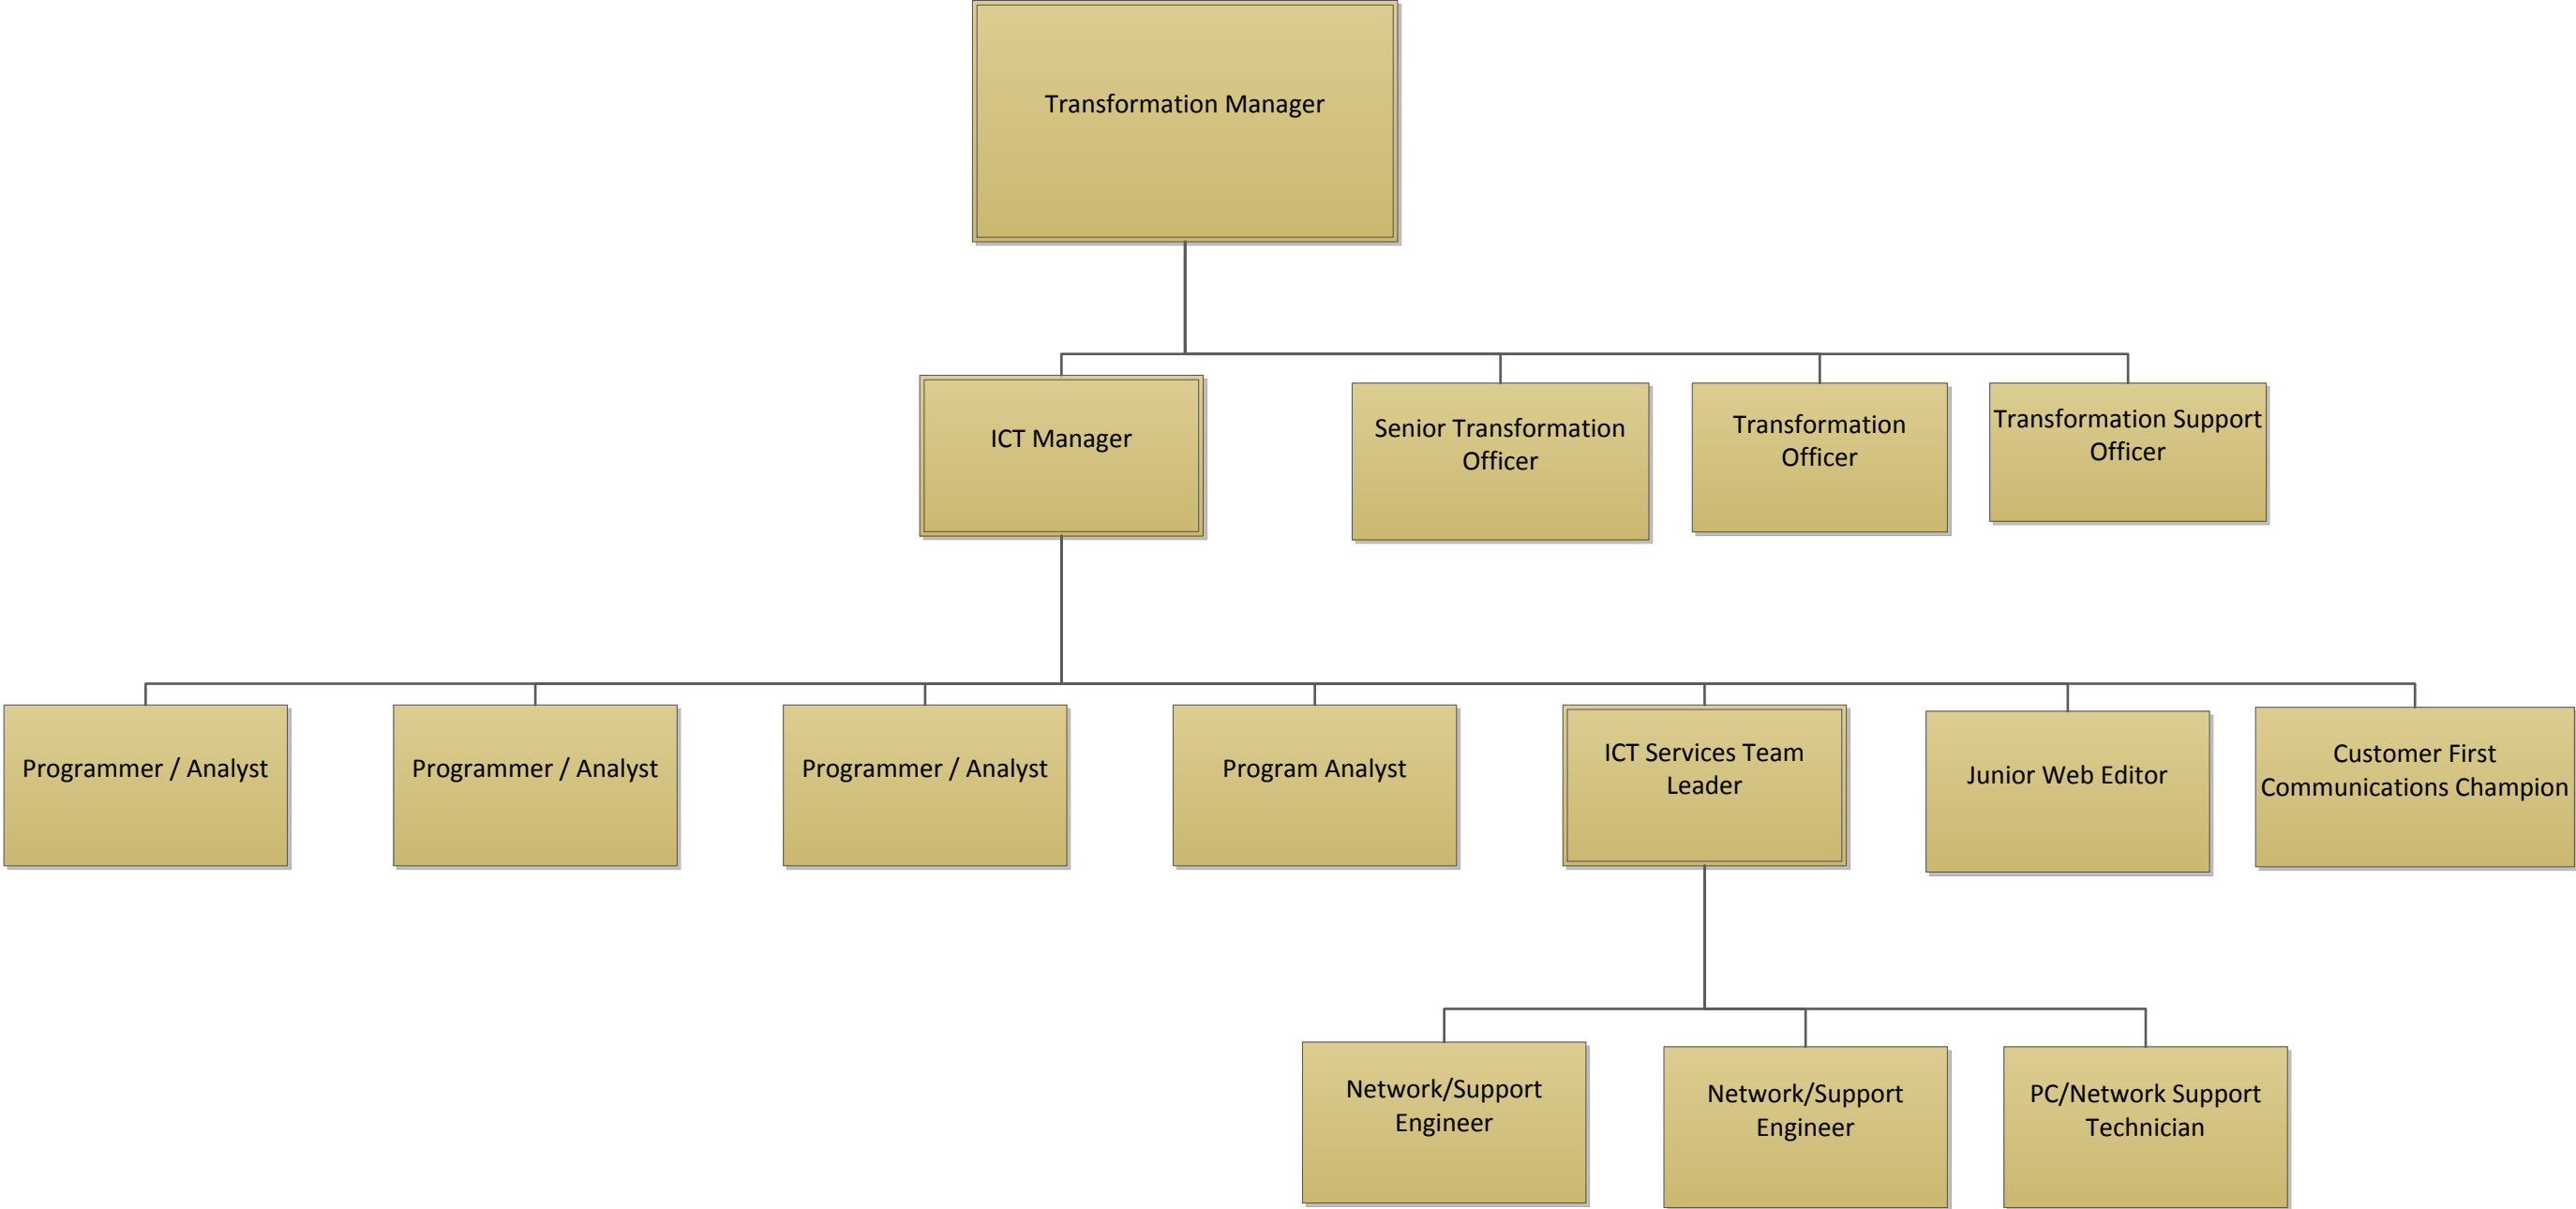 Transformation Manager
ICT Manager
Senior Transformation
Officer
Transformation
Officer
Transformation Support
Officer
Programmer / Analyst
Programmer / Analyst
Programmer / Analyst
Program Analyst
ICT Services Team
Leader
Junior Web Editor
Customer First
Communications Champion
Network/Support
Engineer
Network/Support
Engineer
PC/Network Support
Technician